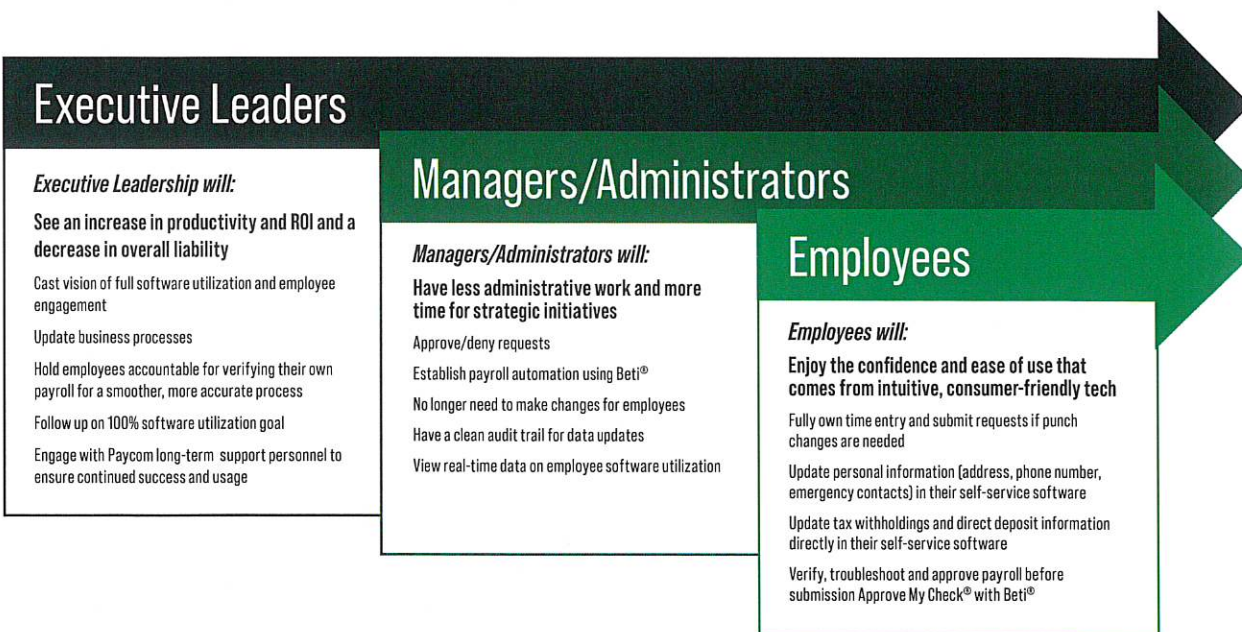 Executive Leaders
Executive Leadership will:
See an increase in productivity and ROI and a
decrease in overall liability
Cast vision of full software utilization and employee
engagement
Update business processes
Hold employees accountable for verifying their own
payroll for a smoother, more accurate process
Follow up on 100% software utilization goal
Engage with Paycom long-term support personnel to
ensure continued success and usage
Managers/Administrators
Managers/Administrators will:
Have less administrative work and more
time for strategic initiatives
Approve/deny requests
Establish payroll automation using Beti®
No longer need to make changes for employees
Have a clean audit trail for data updates
View real-time data on employee software utilization
Employees
Employees will:
Enjoy the confidence and ease of use that
comes from intuitive, consumer-friendly tech
Fully own time entry and submit requests if punch
changes are needed
Update personal information (address, phone number,
emergency contacts) in their self-service software
Update tax withholdings and direct deposit information
directly in their self-service software
Verify, troubleshoot and approve payroll before
submission Approve My Check® with Beti®